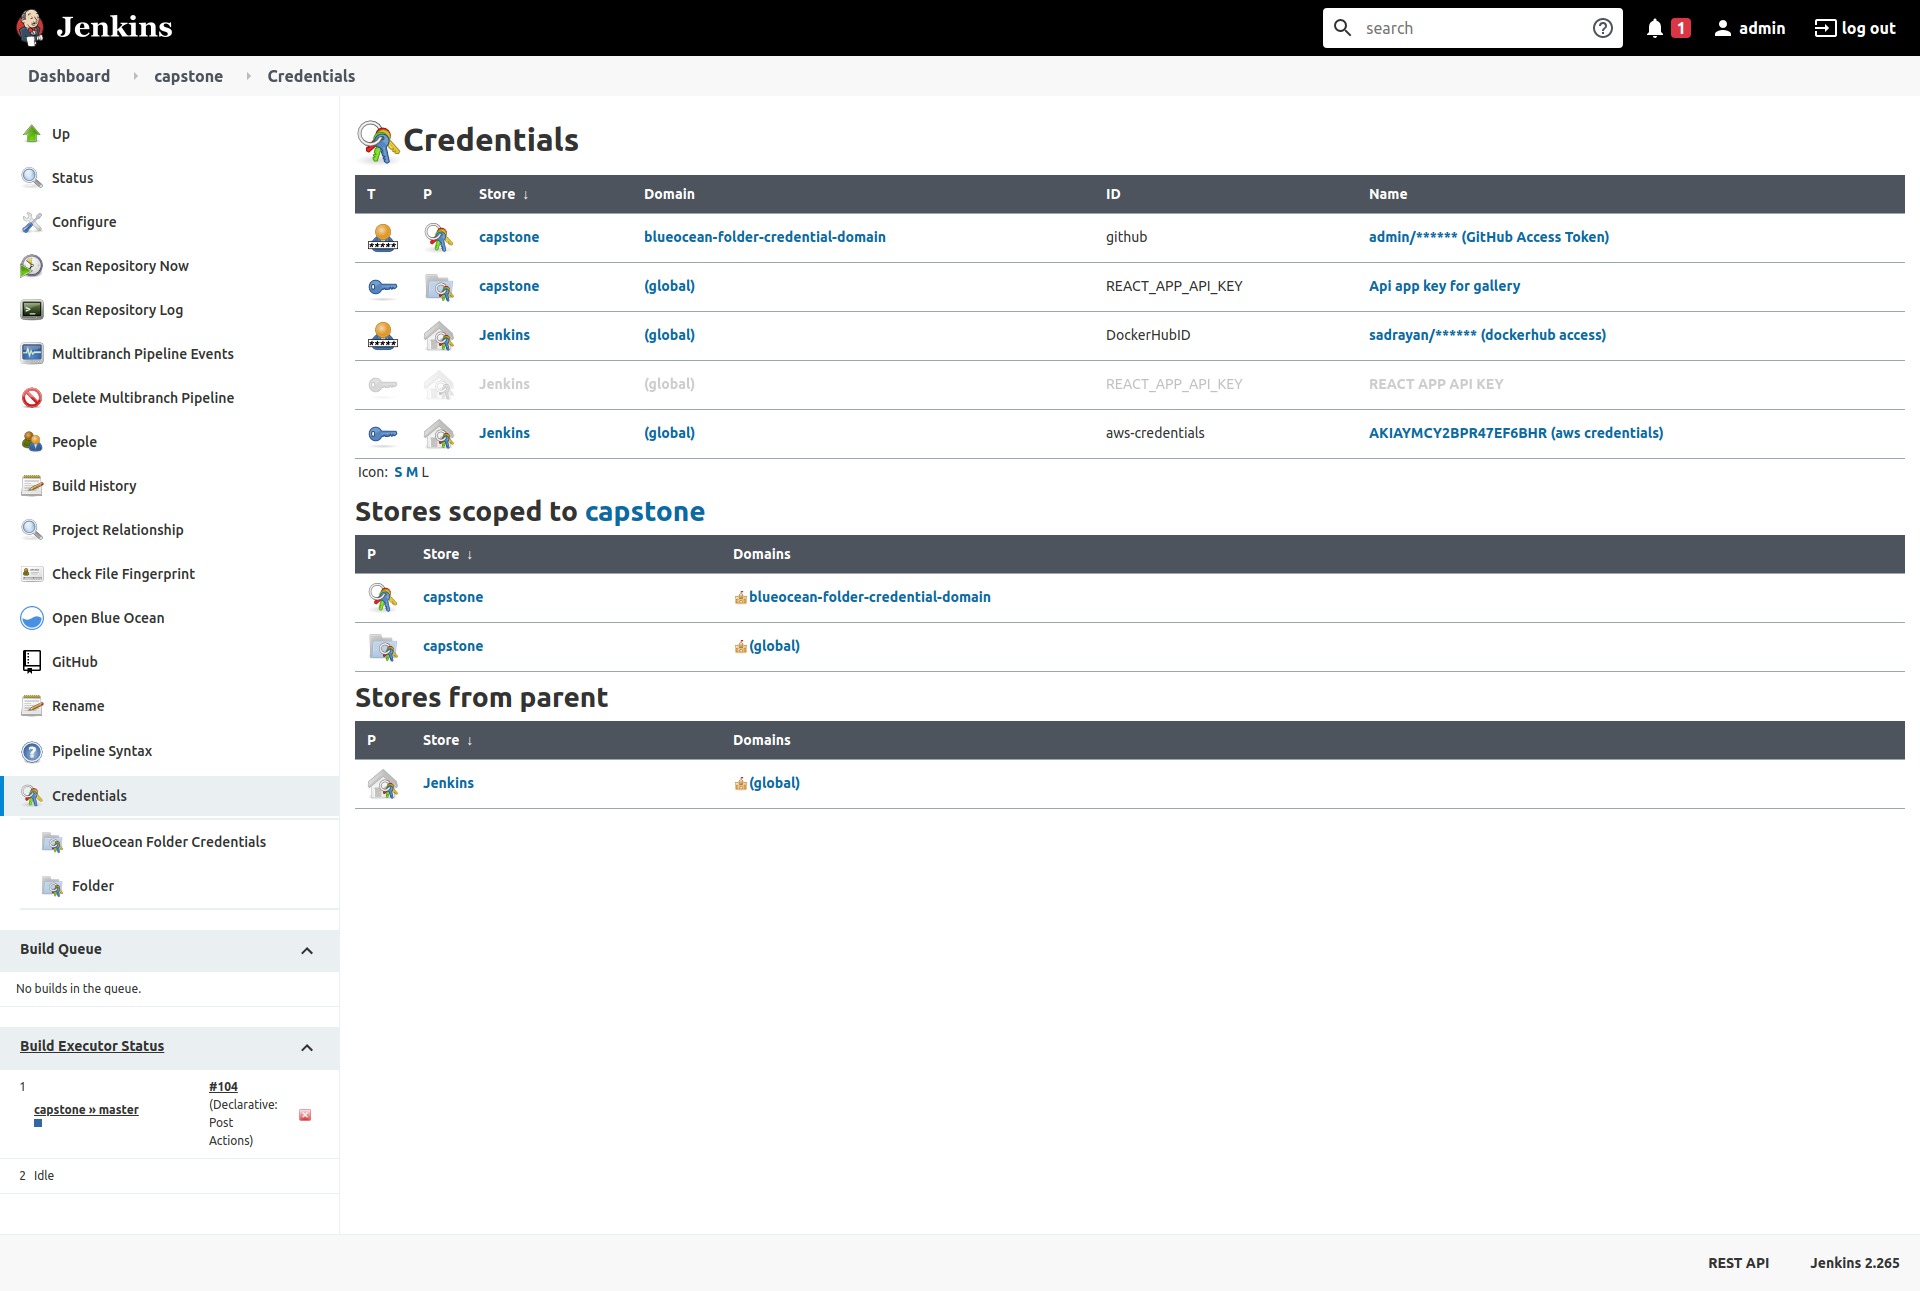 Jenkins
search
1
admin
log out
Dashboard
capstone
Credentials
Up
Status
Configure
Scan Repository Now
Scan Repository Log
Multibranch Pipeline Events
Delete Multibranch Pipeline
People
Build History
Project Relationship
Check File Fingerprint
Open Blue Ocean
GitHub
Rename
Pipeline Syntax
Credentials
BlueOcean Folder Credentials
Folder
Build Queue
No builds in the queue.
Build Executor Status
1
capstone » master
#104
(Declarative:
Post
Actions)
2 Idle
Credentials
T P Store ↓ Domain ID Name
capstone blueocean-folder-credential-domain github admin/****** (GitHub Access Token)
capstone (global) REACT_APP_API_KEY Api app key for gallery
Jenkins (global) DockerHubID sadrayan/****** (dockerhub access)
Jenkins (global) REACT_APP_API_KEY REACT APP API KEY
Jenkins (global) aws-credentials AKIAYMCY2BPR47EF6BHR (aws credentials)
Icon: S M L
Stores scoped to capstone
P Store ↓ Domains
capstone blueocean-folder-credential-domain
capstone (global)
Stores from parent
P Store ↓ Domains
Jenkins (global)
REST API
Jenkins 2.265